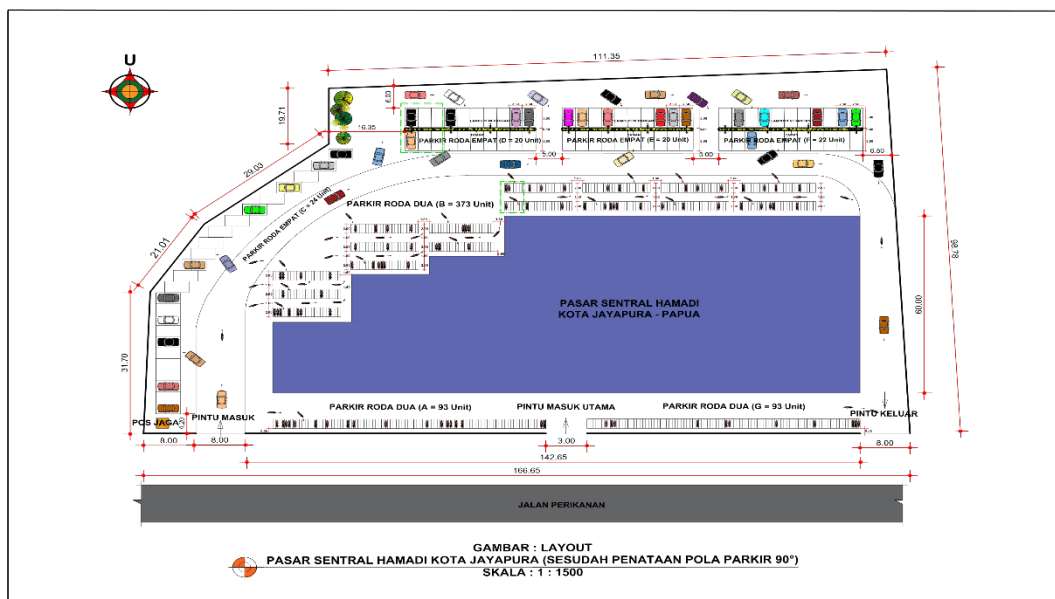 U
111.35
6.00
19.71
16.35
PARKIR RODA EMPAT (D = 20 Unit)
PARKIR RODA EMPAT (E = 20 Unit)
PARKIR RODA EMPAT (F = 22 Unit)
5.00
5.00
6.50
29.03
PARKIR RODA EMPAT (C = 24 Unit)
PARKIR RODA DUA (B = 373 Unit)
21.01
98.78
60.00
PASAR SENTRAL HAMADI
KOTA JAYAPURA - PAPUA
31.70
PARKIR RODA DUA (A = 93 Unit)
PINTU MASUK UTAMA
PARKIR RODA DUA (G = 93 Unit)
POS JAGA
4.20
PINTU MASUK
PINTU KELUAR
8.00
8.00
3.00
8.00
142.65
166.65
JALAN PERIKANAN
GAMBAR : LAYOUT
PASAR SENTRAL HAMADI KOTA JAYAPURA (SESUDAH PENATAAN POLA PARKIR 90°)
SKALA : 1 : 1500